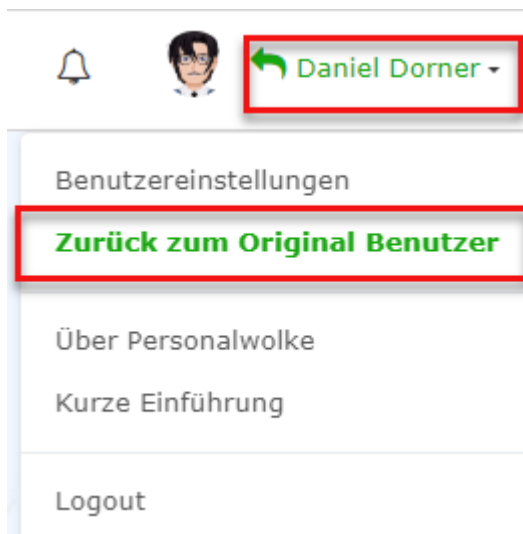 Daniel Dorner
Benutzereinstellungen
Zurück zum Original Benutzer
Über Personalwolke
Kurze Einführung
Logout